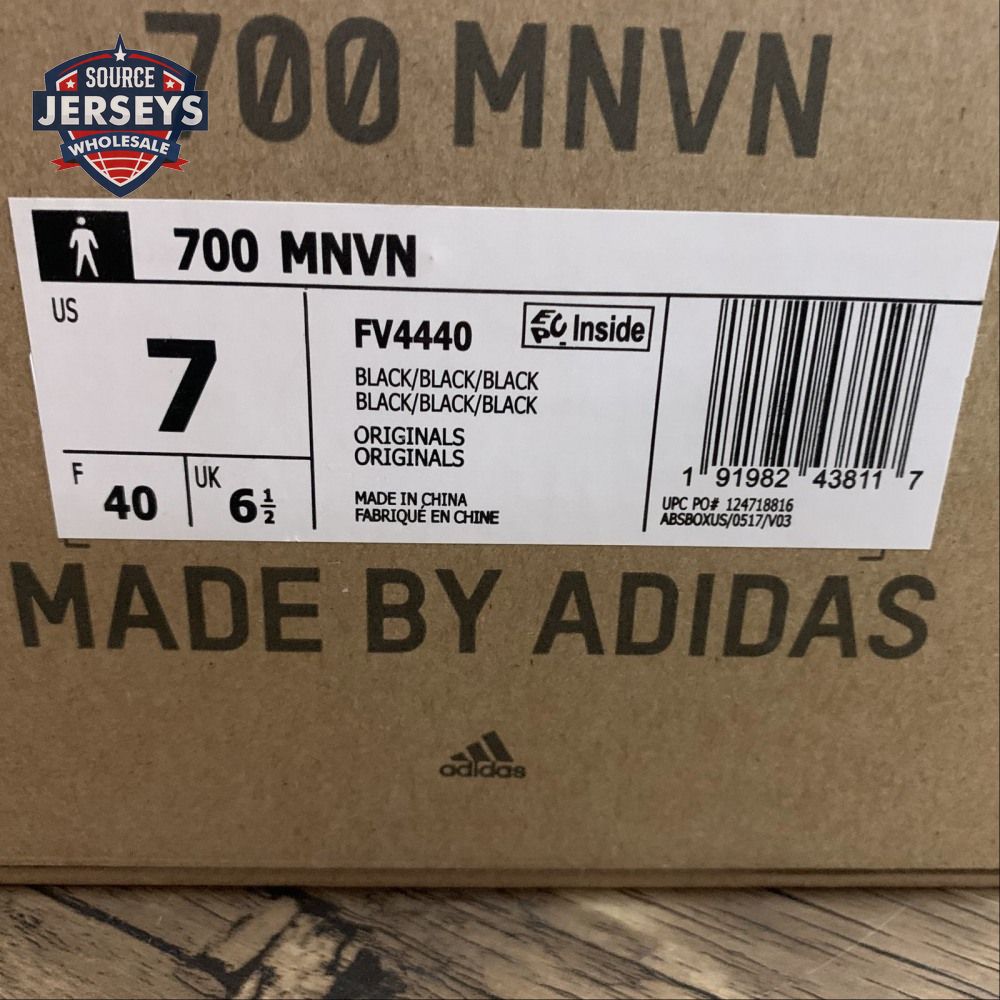 700 MNVN
SOURCE
JERSEYS
WHOLESALE
700 MNVN
US
7
F
40
UK
6½
FV4440
EPC Inside
BLACK/BLACK/BLACK
BLACK/BLACK/BLACK
ORIGINALS
ORIGINALS
MADE IN CHINA
FABRIQUÉ EN CHINE
1 91982 43811 7
UPC PO# 124718816
ABSBOXUS/0517/V03
MADE BY ADIDAS
adidas